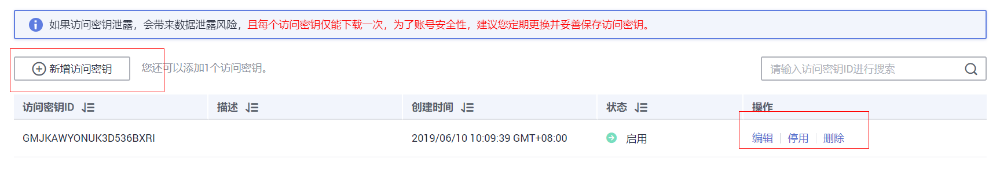 如果访问密钥泄露，会带来数据泄露风险，且每个访问密钥仅能下载一次，为了账号安全性，建议您定期更换并妥善保存访问密钥。
新增访问密钥 您还可以添加1个访问密钥。 请输入访问密钥ID进行搜索
访问密钥ID 描述 创建时间 状态 操作
GMJKAWYONUK3D536BXRI 2019/06/10 10:09:39 GMT+08:00 启用 编辑 停用 删除